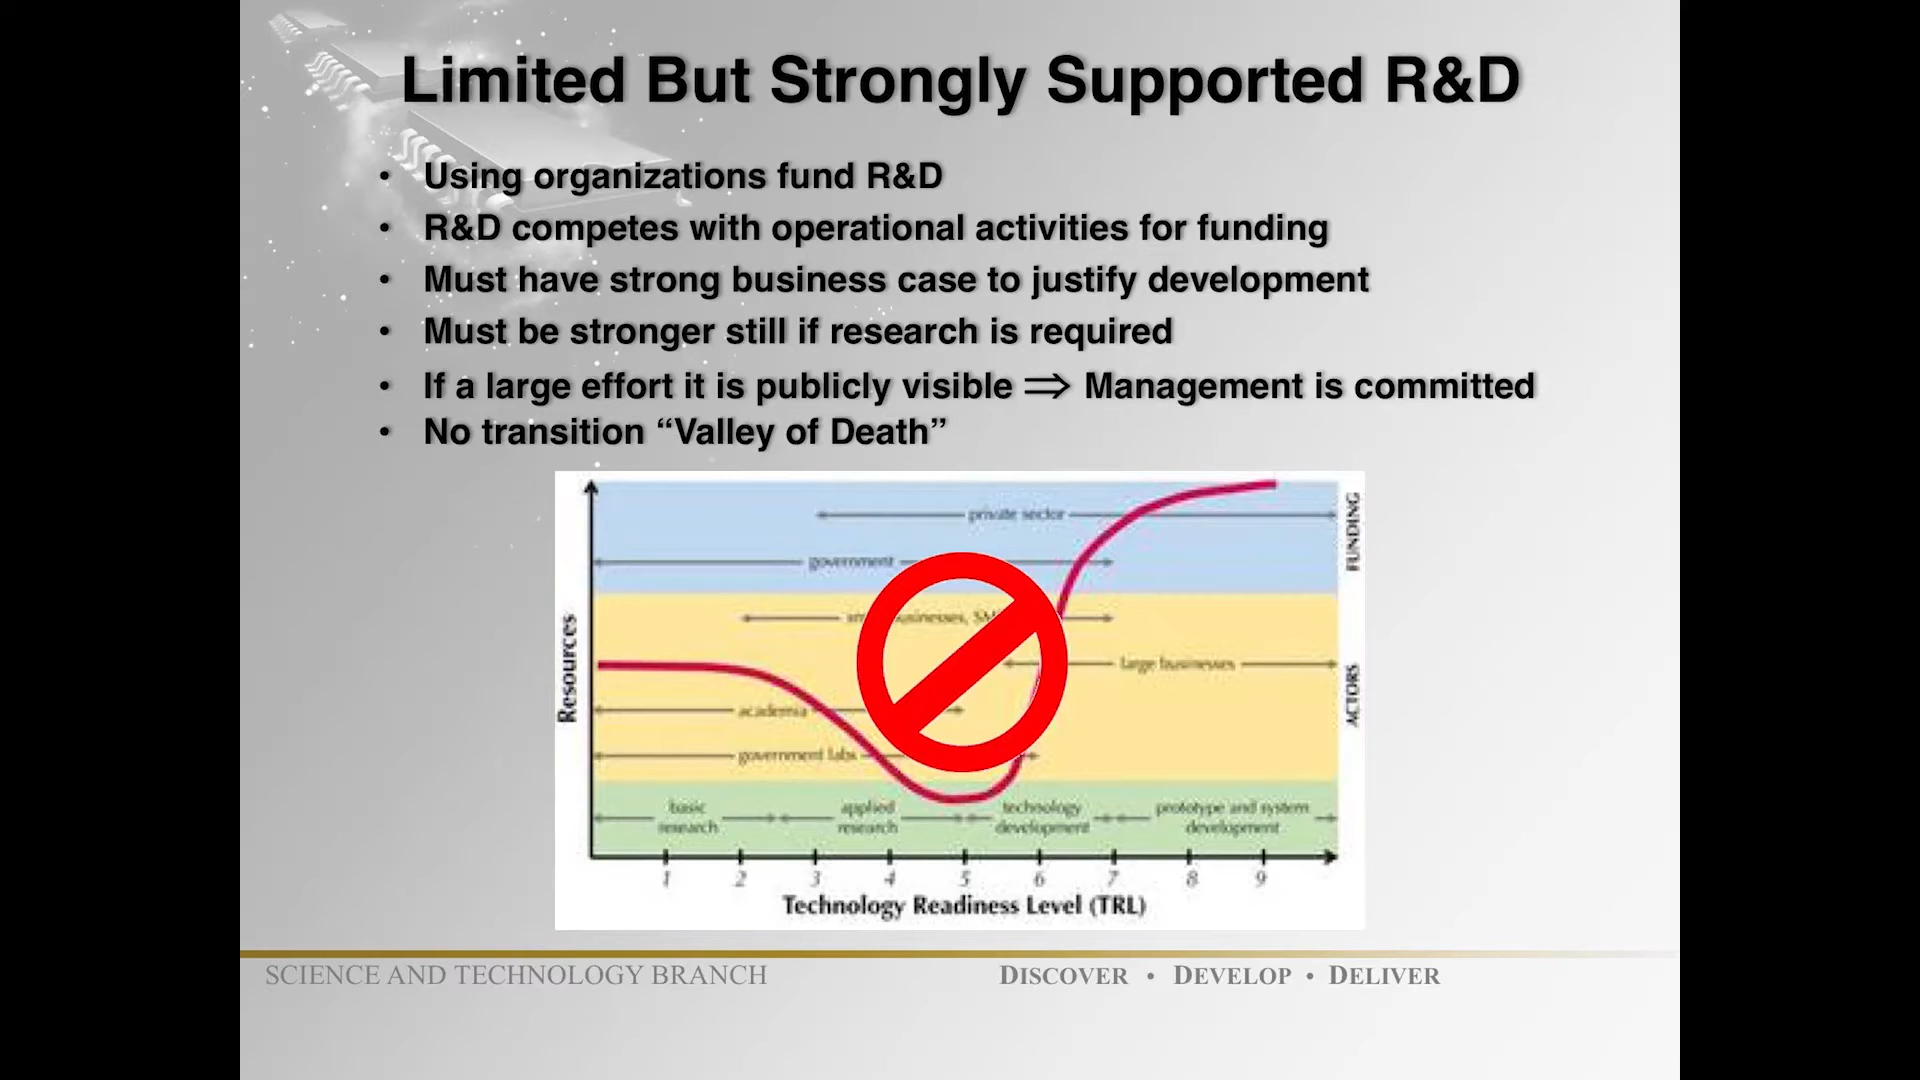 Limited But Strongly Supported R&D
• Using organizations fund R&D
• R&D competes with operational activities for funding
• Must have strong business case to justify development
• Must be stronger still if research is required
• If a large effort it is publicly visible ⇒ Management is committed
• No transition “Valley of Death”
private sector
FUNDING
government
businesses,
Resources
large businesses
ACTORS
academia
government labs
basic research
applied research
technology development
prototype and system development
1 2 3 4 5 6 7 8 9
Technology Readiness Level (TRL)
SCIENCE AND TECHNOLOGY BRANCH
DISCOVER • DEVELOP • DELIVER